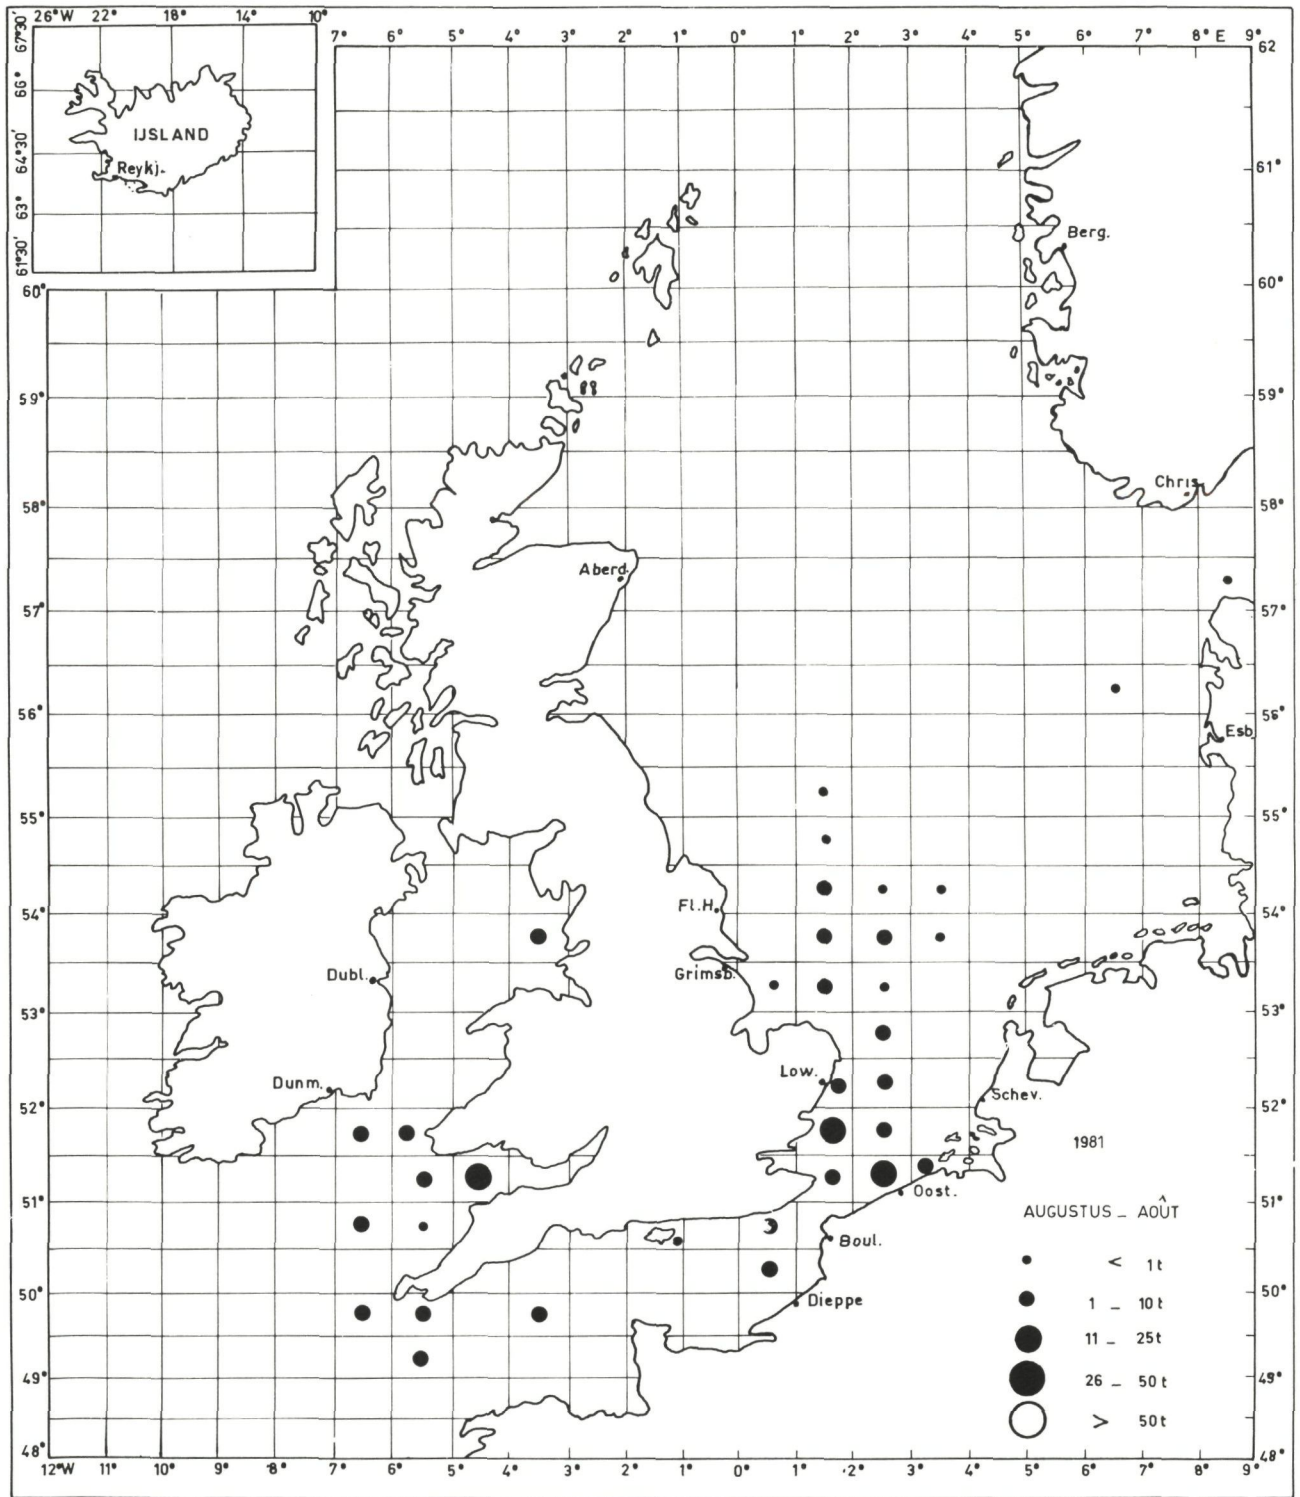 26°W 22° 18° 14° 10°
67°30'
66°
64°30'
63°
61°30'
IJSLAND
Reykj.
7° 6° 5° 4° 3° 2° 1° 0° 1° 2° 3° 4° 5° 6° 7° 8° E 9°
62
61°
Berg.
60° 60°
59° 59°
Chris.
58° 58°
Aberd.
57° 57°
56° 56°
Esb
55° 55°
Fl.H.
54° 54°
Dubl.
Grimsb.
53° 53°
Dunm.
Low.
Schev.
52° 52°
1981
51° 51°
Oost.
AUGUSTUS _ AOÛT
Boul.
< 1t
50° 50°
Dieppe
1 _ 10t
11 _ 25t
49° 49°
26 _ 50t
> 50t
48° 48°
12°W 11° 10° 9° 8° 7° 6° 5° 4° 3° 2° 1° 0° 1° 2° 3° 4° 5° 6° 7° 8° 9°